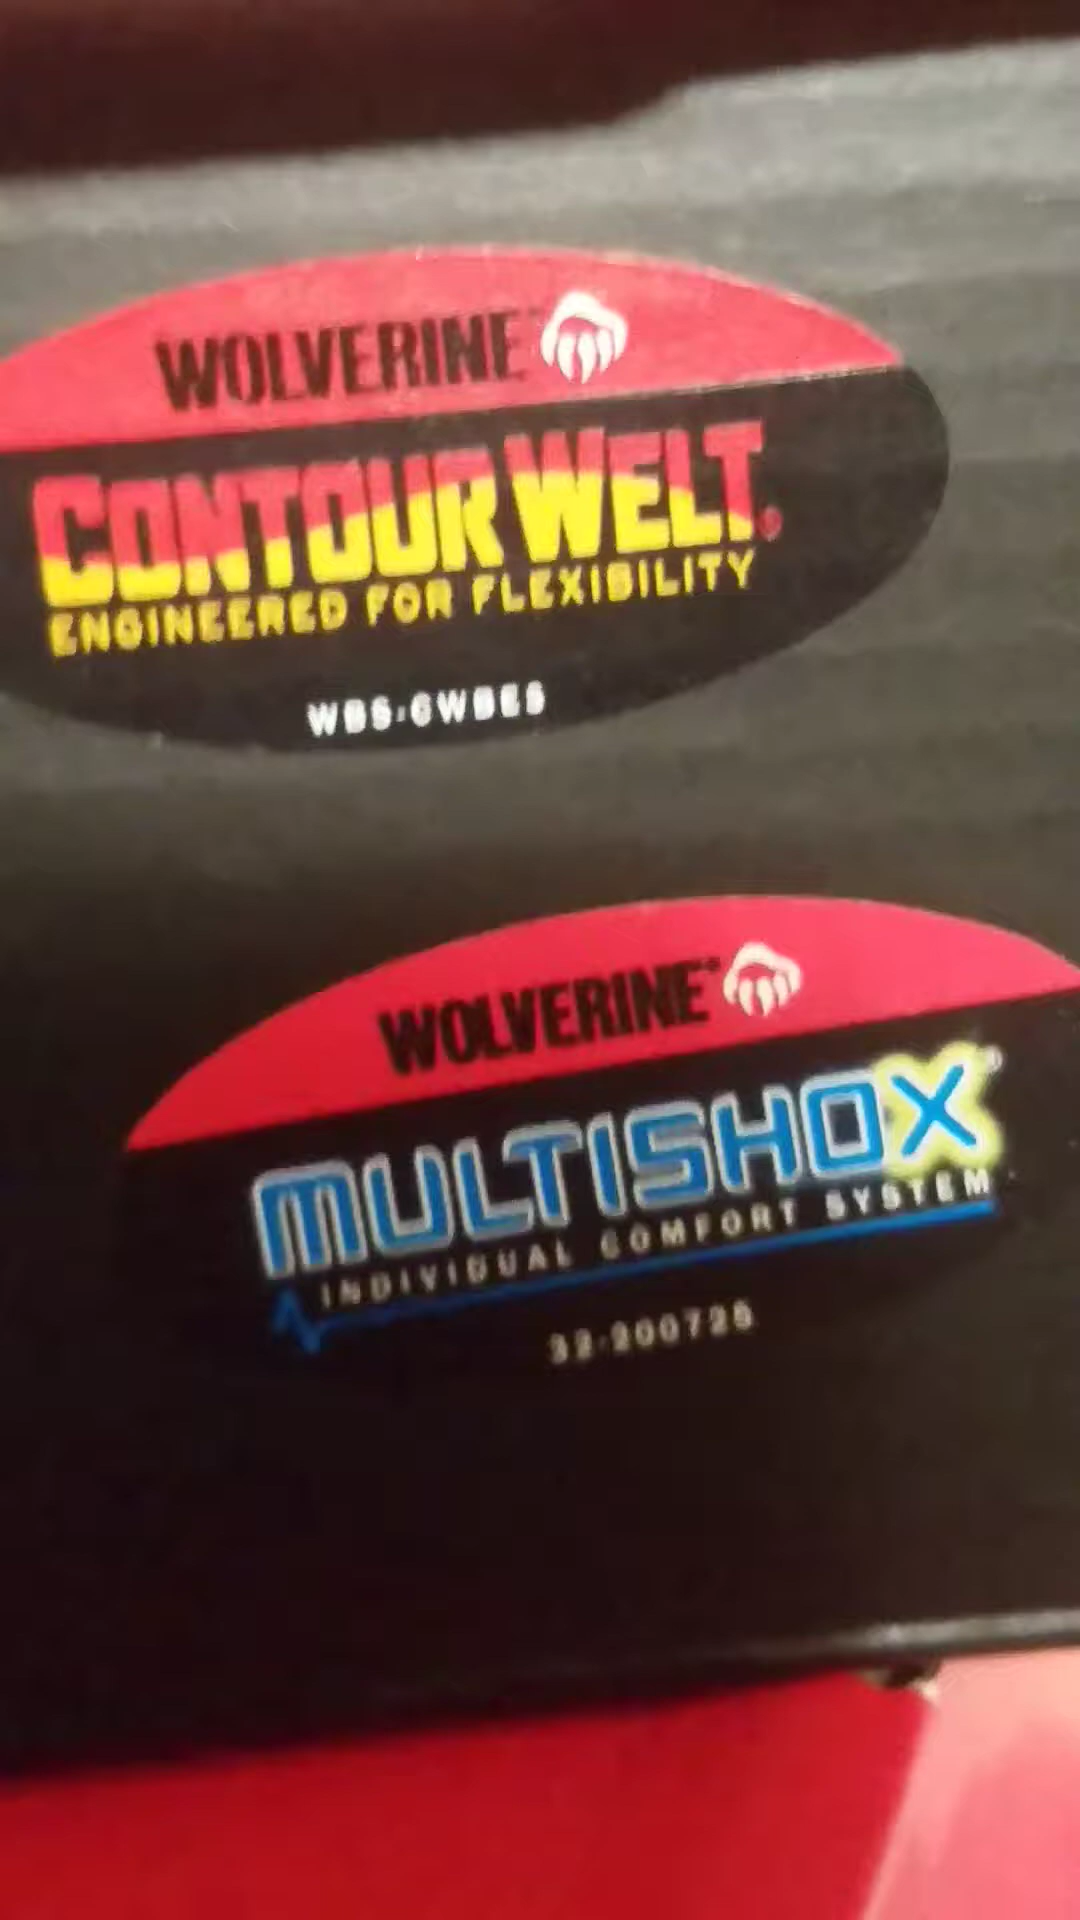 WOLVERINE
CONTOUR WELT®
ENGINEERED FOR FLEXIBILITY
WOLVERINE
MULTISHOX®
INDIVIDUAL COMFORT SYSTEM